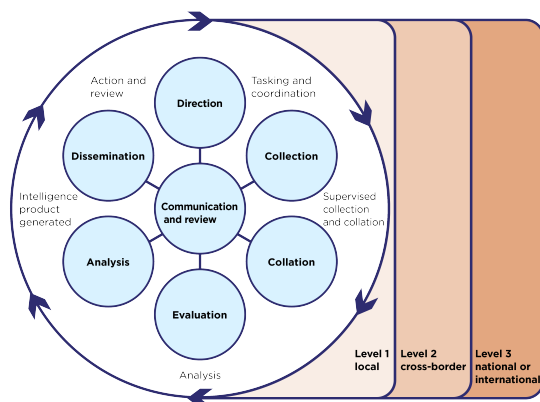 Action and
review
Direction
Tasking and
coordination
Dissemination
Collection
Intelligence
product
generated
Communication
and review
Supervised
collection
and collation
Analysis
Collation
Evaluation
Analysis
Level 1
local
Level 2
cross-border
Level 3
national or
international